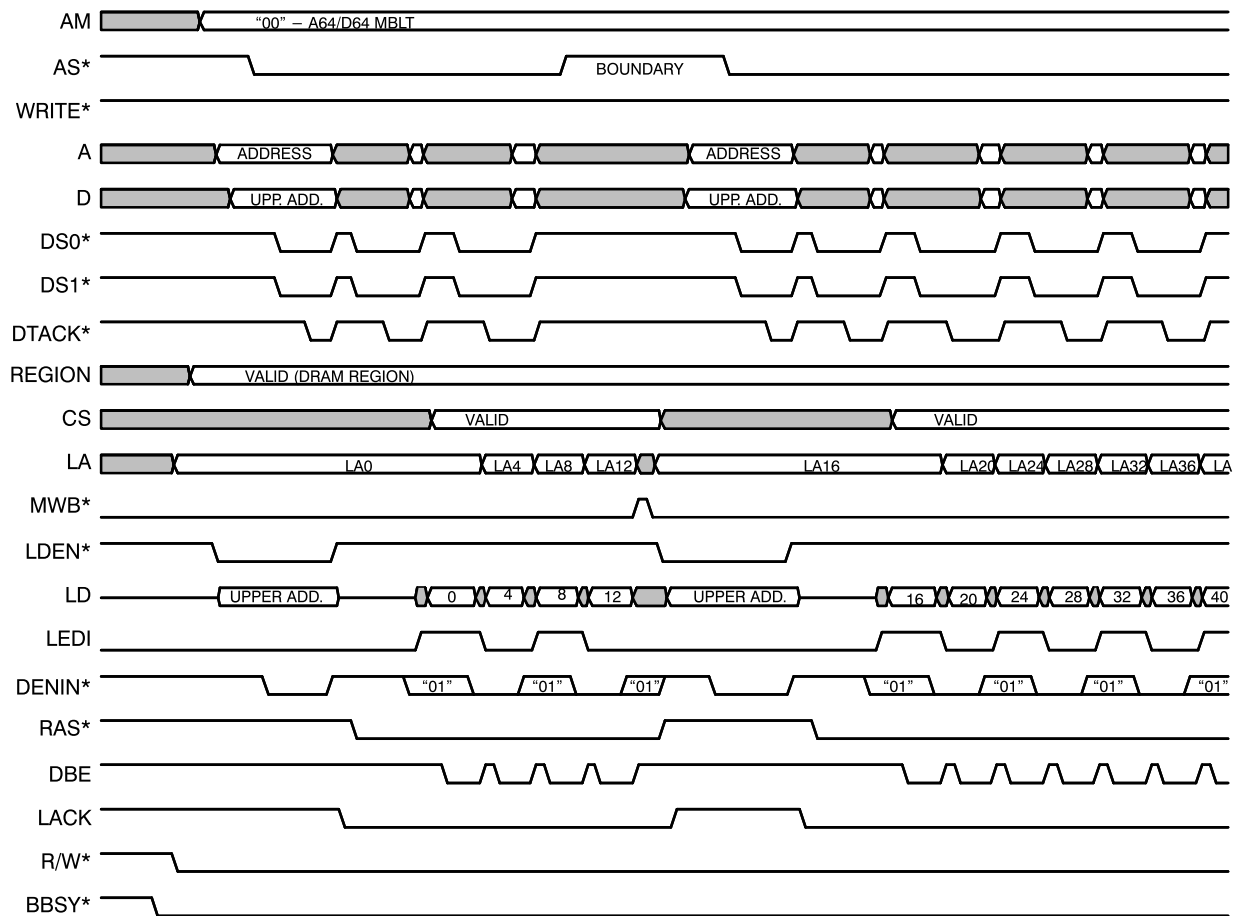 AM “00” – A64/D64 MBLT
AS* BOUNDARY
WRITE*
A ADDRESS ADDRESS
D UPP. ADD. UPP. ADD.
DS0*
DS1*
DTACK*
REGION VALID (DRAM REGION)
CS VALID VALID
LA LA0 LA4 LA8 LA12 LA16 LA20 LA24 LA28 LA32 LA36 LA
MWB*
LDEN*
LD UPPER ADD. 0 4 8 12 UPPER ADD. 16 20 24 28 32 36 40
LEDI
DENIN* “01” “01” “01” “01” “01” “01” “01”
RAS*
DBE
LACK
R/W*
BBSY*